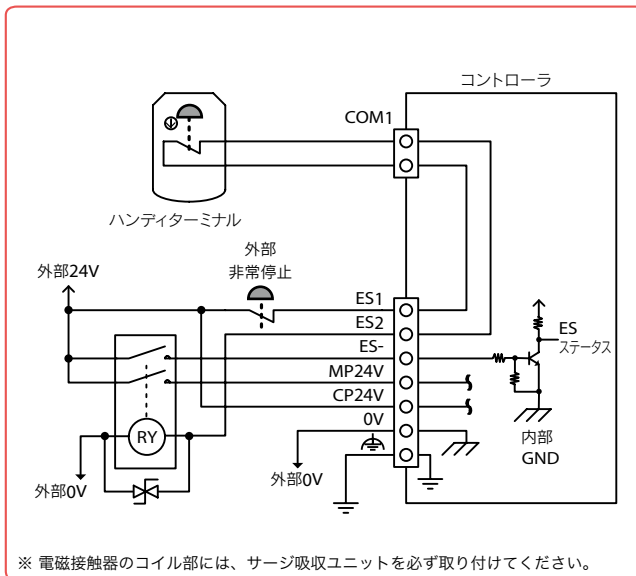 コントローラ
COM1
ハンディターミナル
外部
非常停止
外部24V
ES1
ES2
ES-
MP24V
CP24V
0V
ES
ステータス
RY
内部
GND
外部0V
外部0V
※ 電磁接触器のコイル部には、サージ吸収ユニットを必ず取り付けてください。